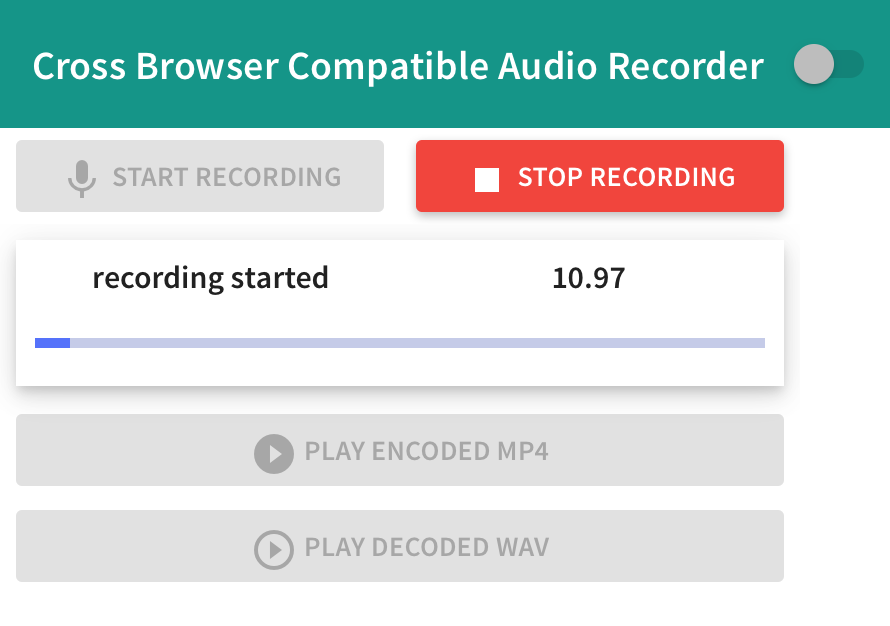 Cross Browser Compatible Audio Recorder
START RECORDING
STOP RECORDING
recording started
10.97
PLAY ENCODED MP4
PLAY DECODED WAV